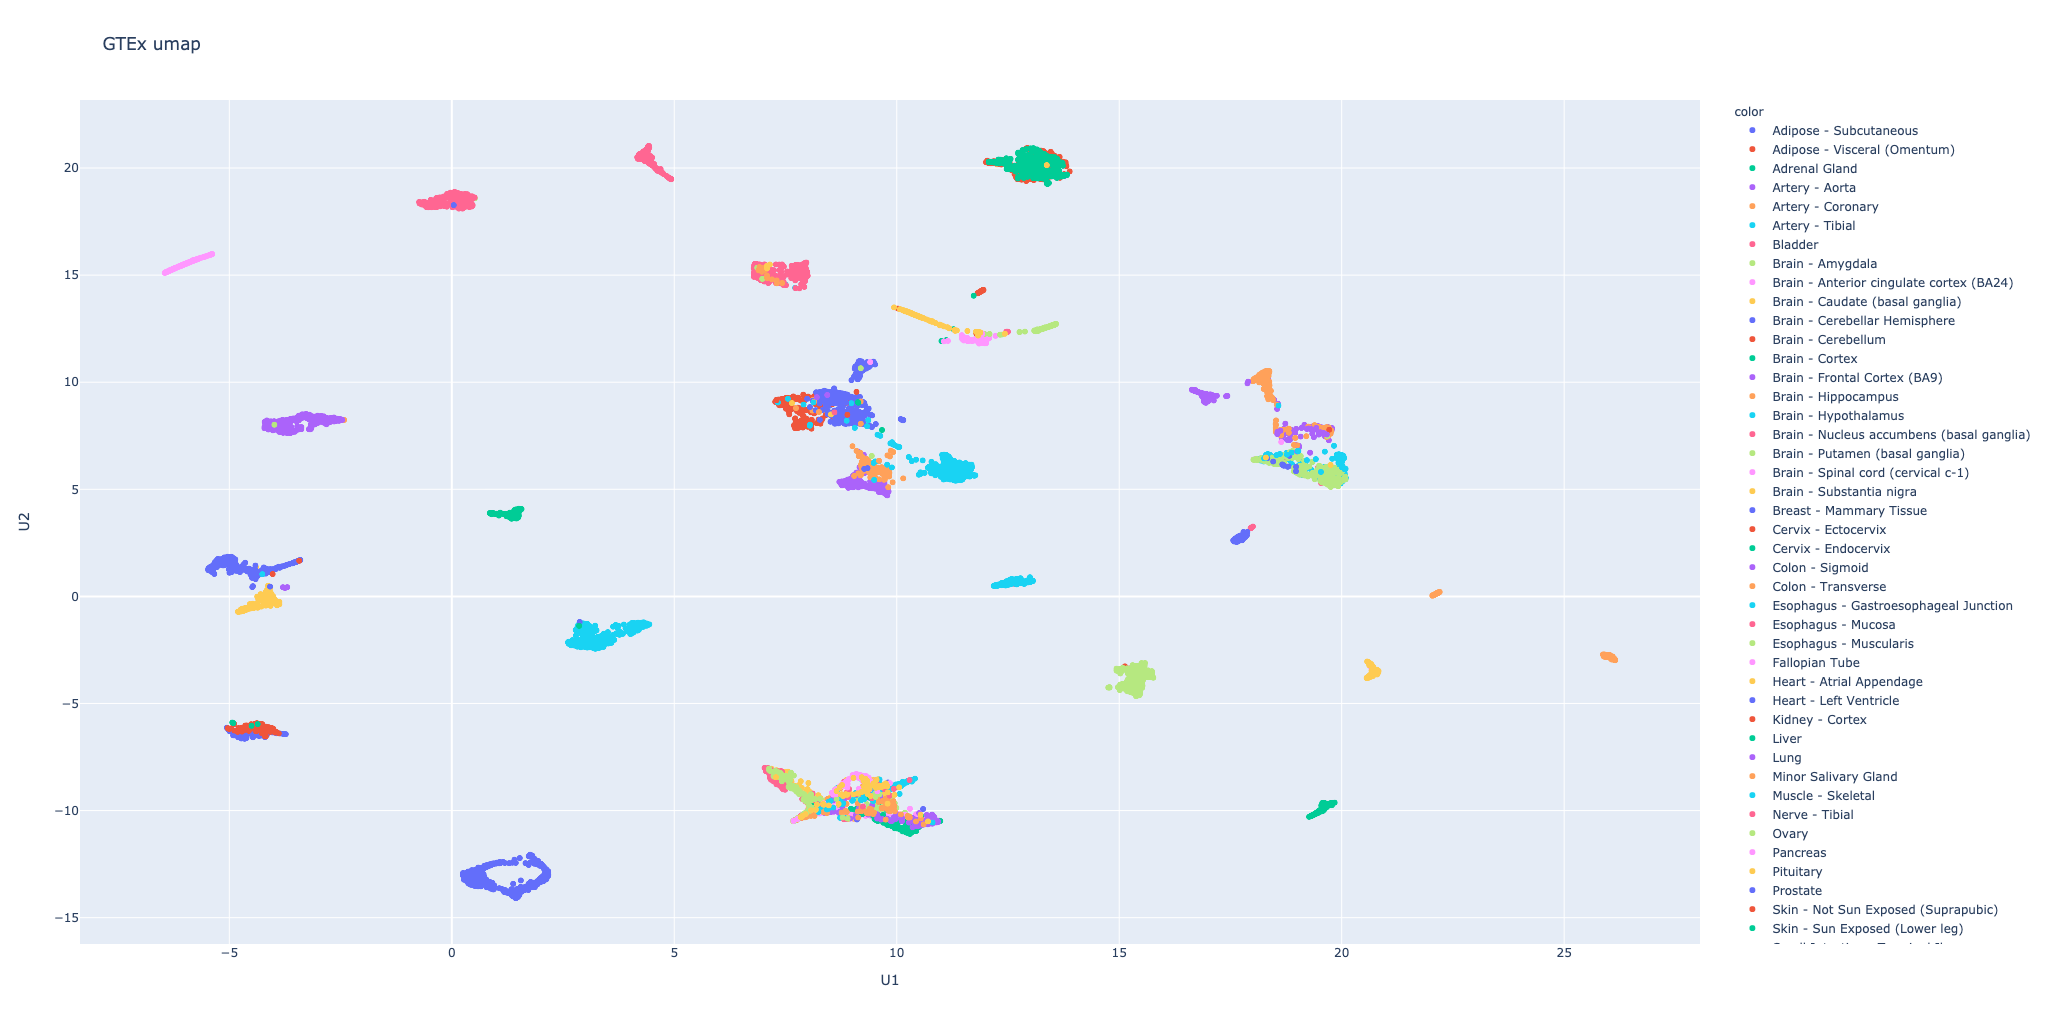 GTEx umap
color
Adipose - Subcutaneous
Adipose - Visceral (Omentum)
Adrenal Gland
Artery - Aorta
Artery - Coronary
Artery - Tibial
Bladder
Brain - Amygdala
Brain - Anterior cingulate cortex (BA24)
Brain - Caudate (basal ganglia)
Brain - Cerebellar Hemisphere
Brain - Cerebellum
Brain - Cortex
Brain - Frontal Cortex (BA9)
Brain - Hippocampus
Brain - Hypothalamus
Brain - Nucleus accumbens (basal ganglia)
Brain - Putamen (basal ganglia)
Brain - Spinal cord (cervical c-1)
Brain - Substantia nigra
Breast - Mammary Tissue
Cervix - Ectocervix
Cervix - Endocervix
Colon - Sigmoid
Colon - Transverse
Esophagus - Gastroesophageal Junction
Esophagus - Mucosa
Esophagus - Muscularis
Fallopian Tube
Heart - Atrial Appendage
Heart - Left Ventricle
Kidney - Cortex
Liver
Lung
Minor Salivary Gland
Muscle - Skeletal
Nerve - Tibial
Ovary
Pancreas
Pituitary
Prostate
Skin - Not Sun Exposed (Suprapubic)
Skin - Sun Exposed (Lower leg)
20
15
10
5
0
−5
−10
−15
U2
−5
0
5
10
15
20
25
U1